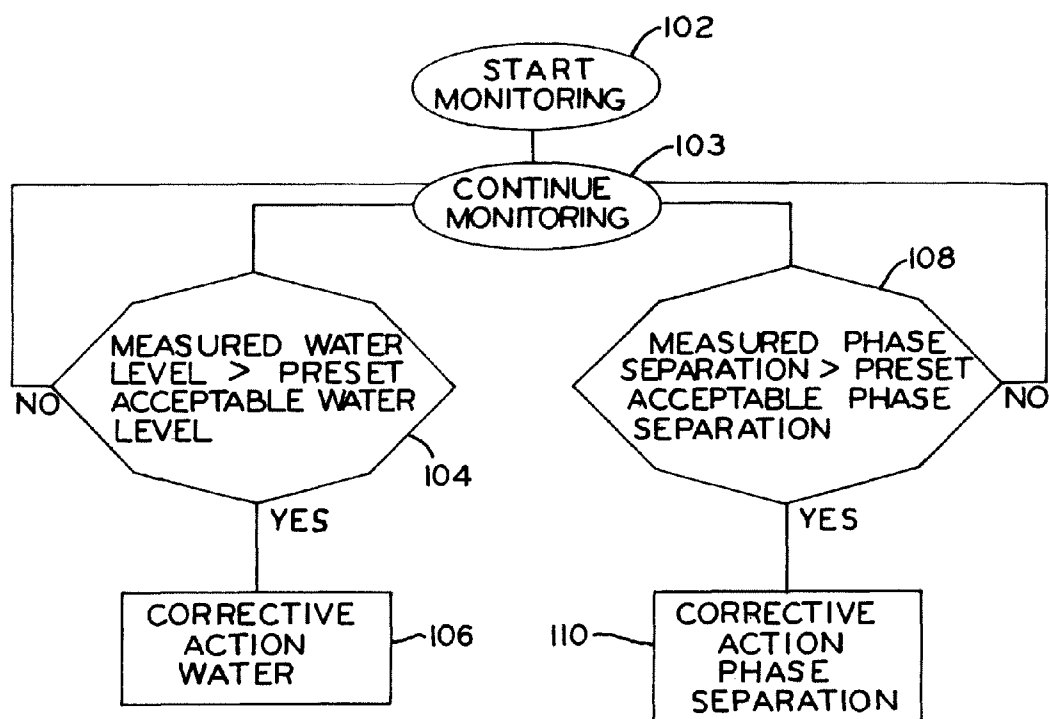 102
START
MONITORING
103
CONTINUE
MONITORING
108
MEASURED WATER
LEVEL > PRESET
ACCEPTABLE WATER
LEVEL
NO
104
YES
MEASURED PHASE
SEPARATION > PRESET
ACCEPTABLE PHASE
SEPARATION
NO
YES
CORRECTIVE
ACTION
WATER
106
110
CORRECTIVE
ACTION
PHASE
SEPARATION